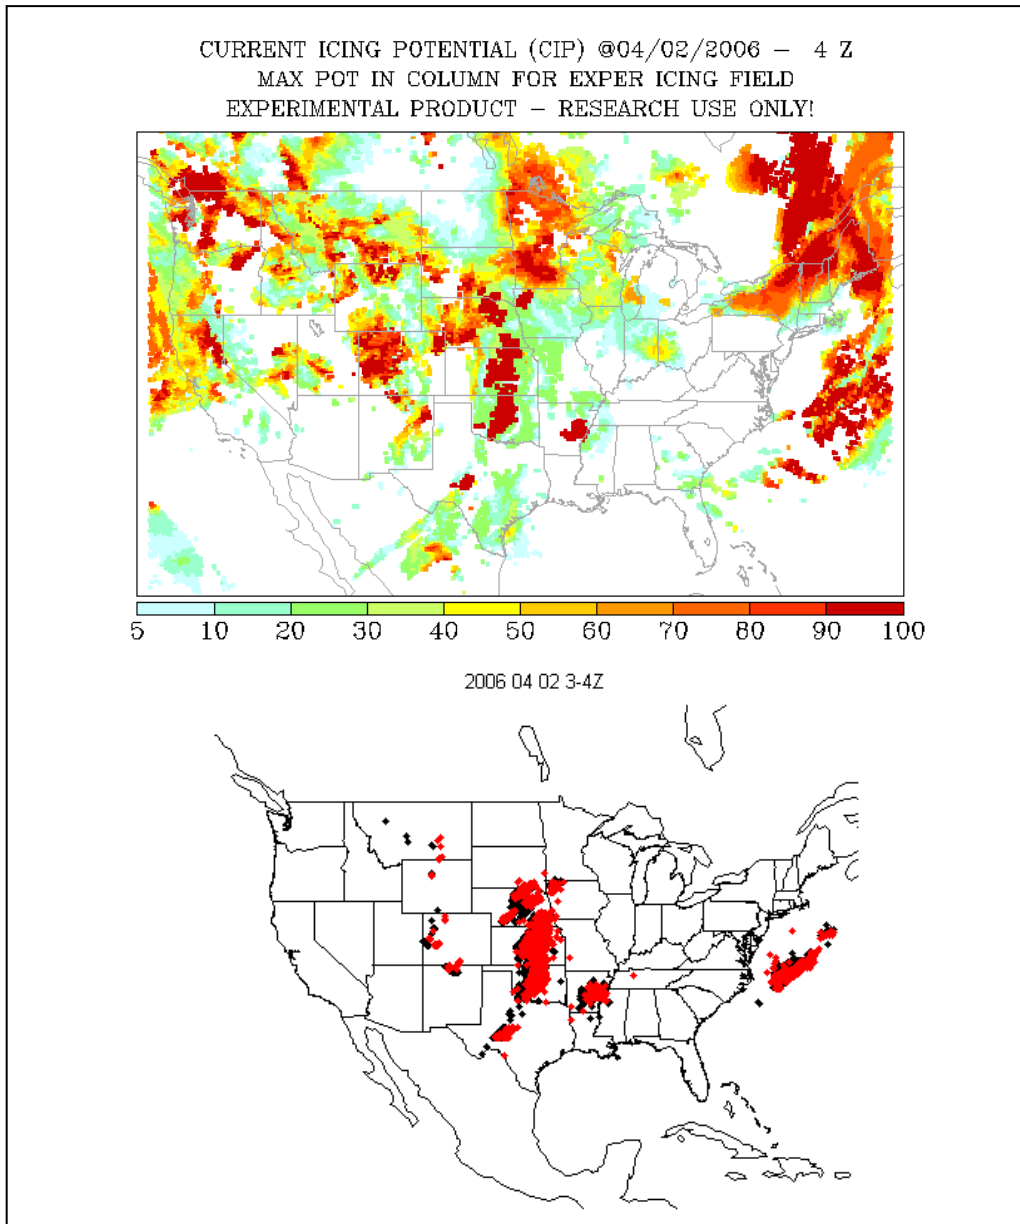 CURRENT ICING POTENTIAL (CIP) @04/02/2006 – 4 Z
MAX POT IN COLUMN FOR EXPER ICING FIELD
EXPERIMENTAL PRODUCT – RESEARCH USE ONLY!
5 10 20 30 40 50 60 70 80 90 100
2006 04 02 3-4Z